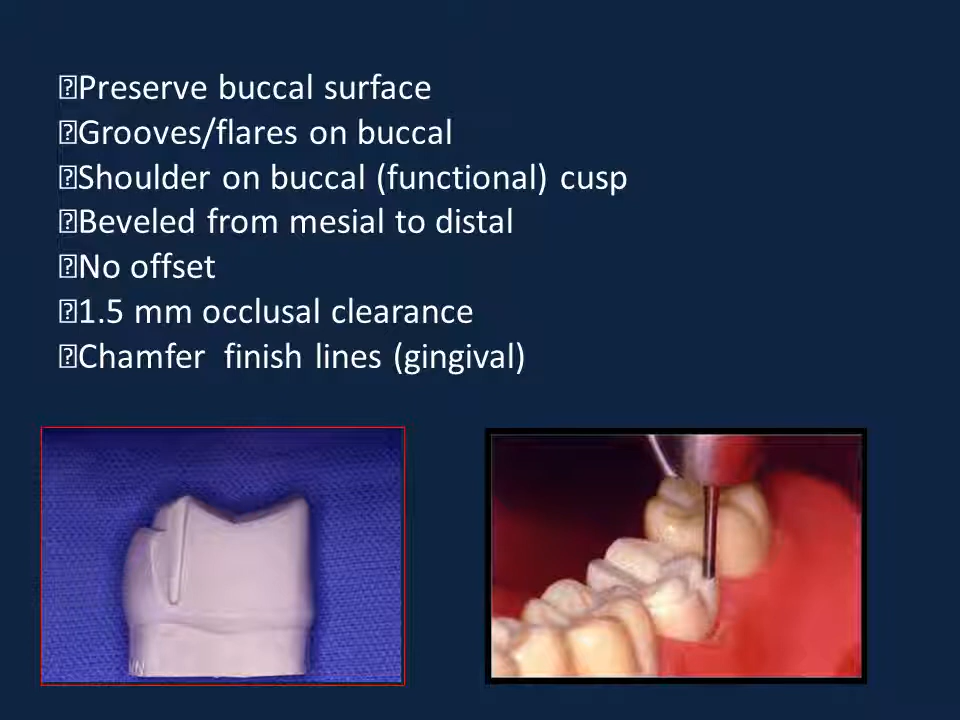 Preserve buccal surface
Grooves/flares on buccal
Shoulder on buccal (functional) cusp
Beveled from mesial to distal
No offset
1.5 mm occlusal clearance
Chamfer finish lines (gingival)